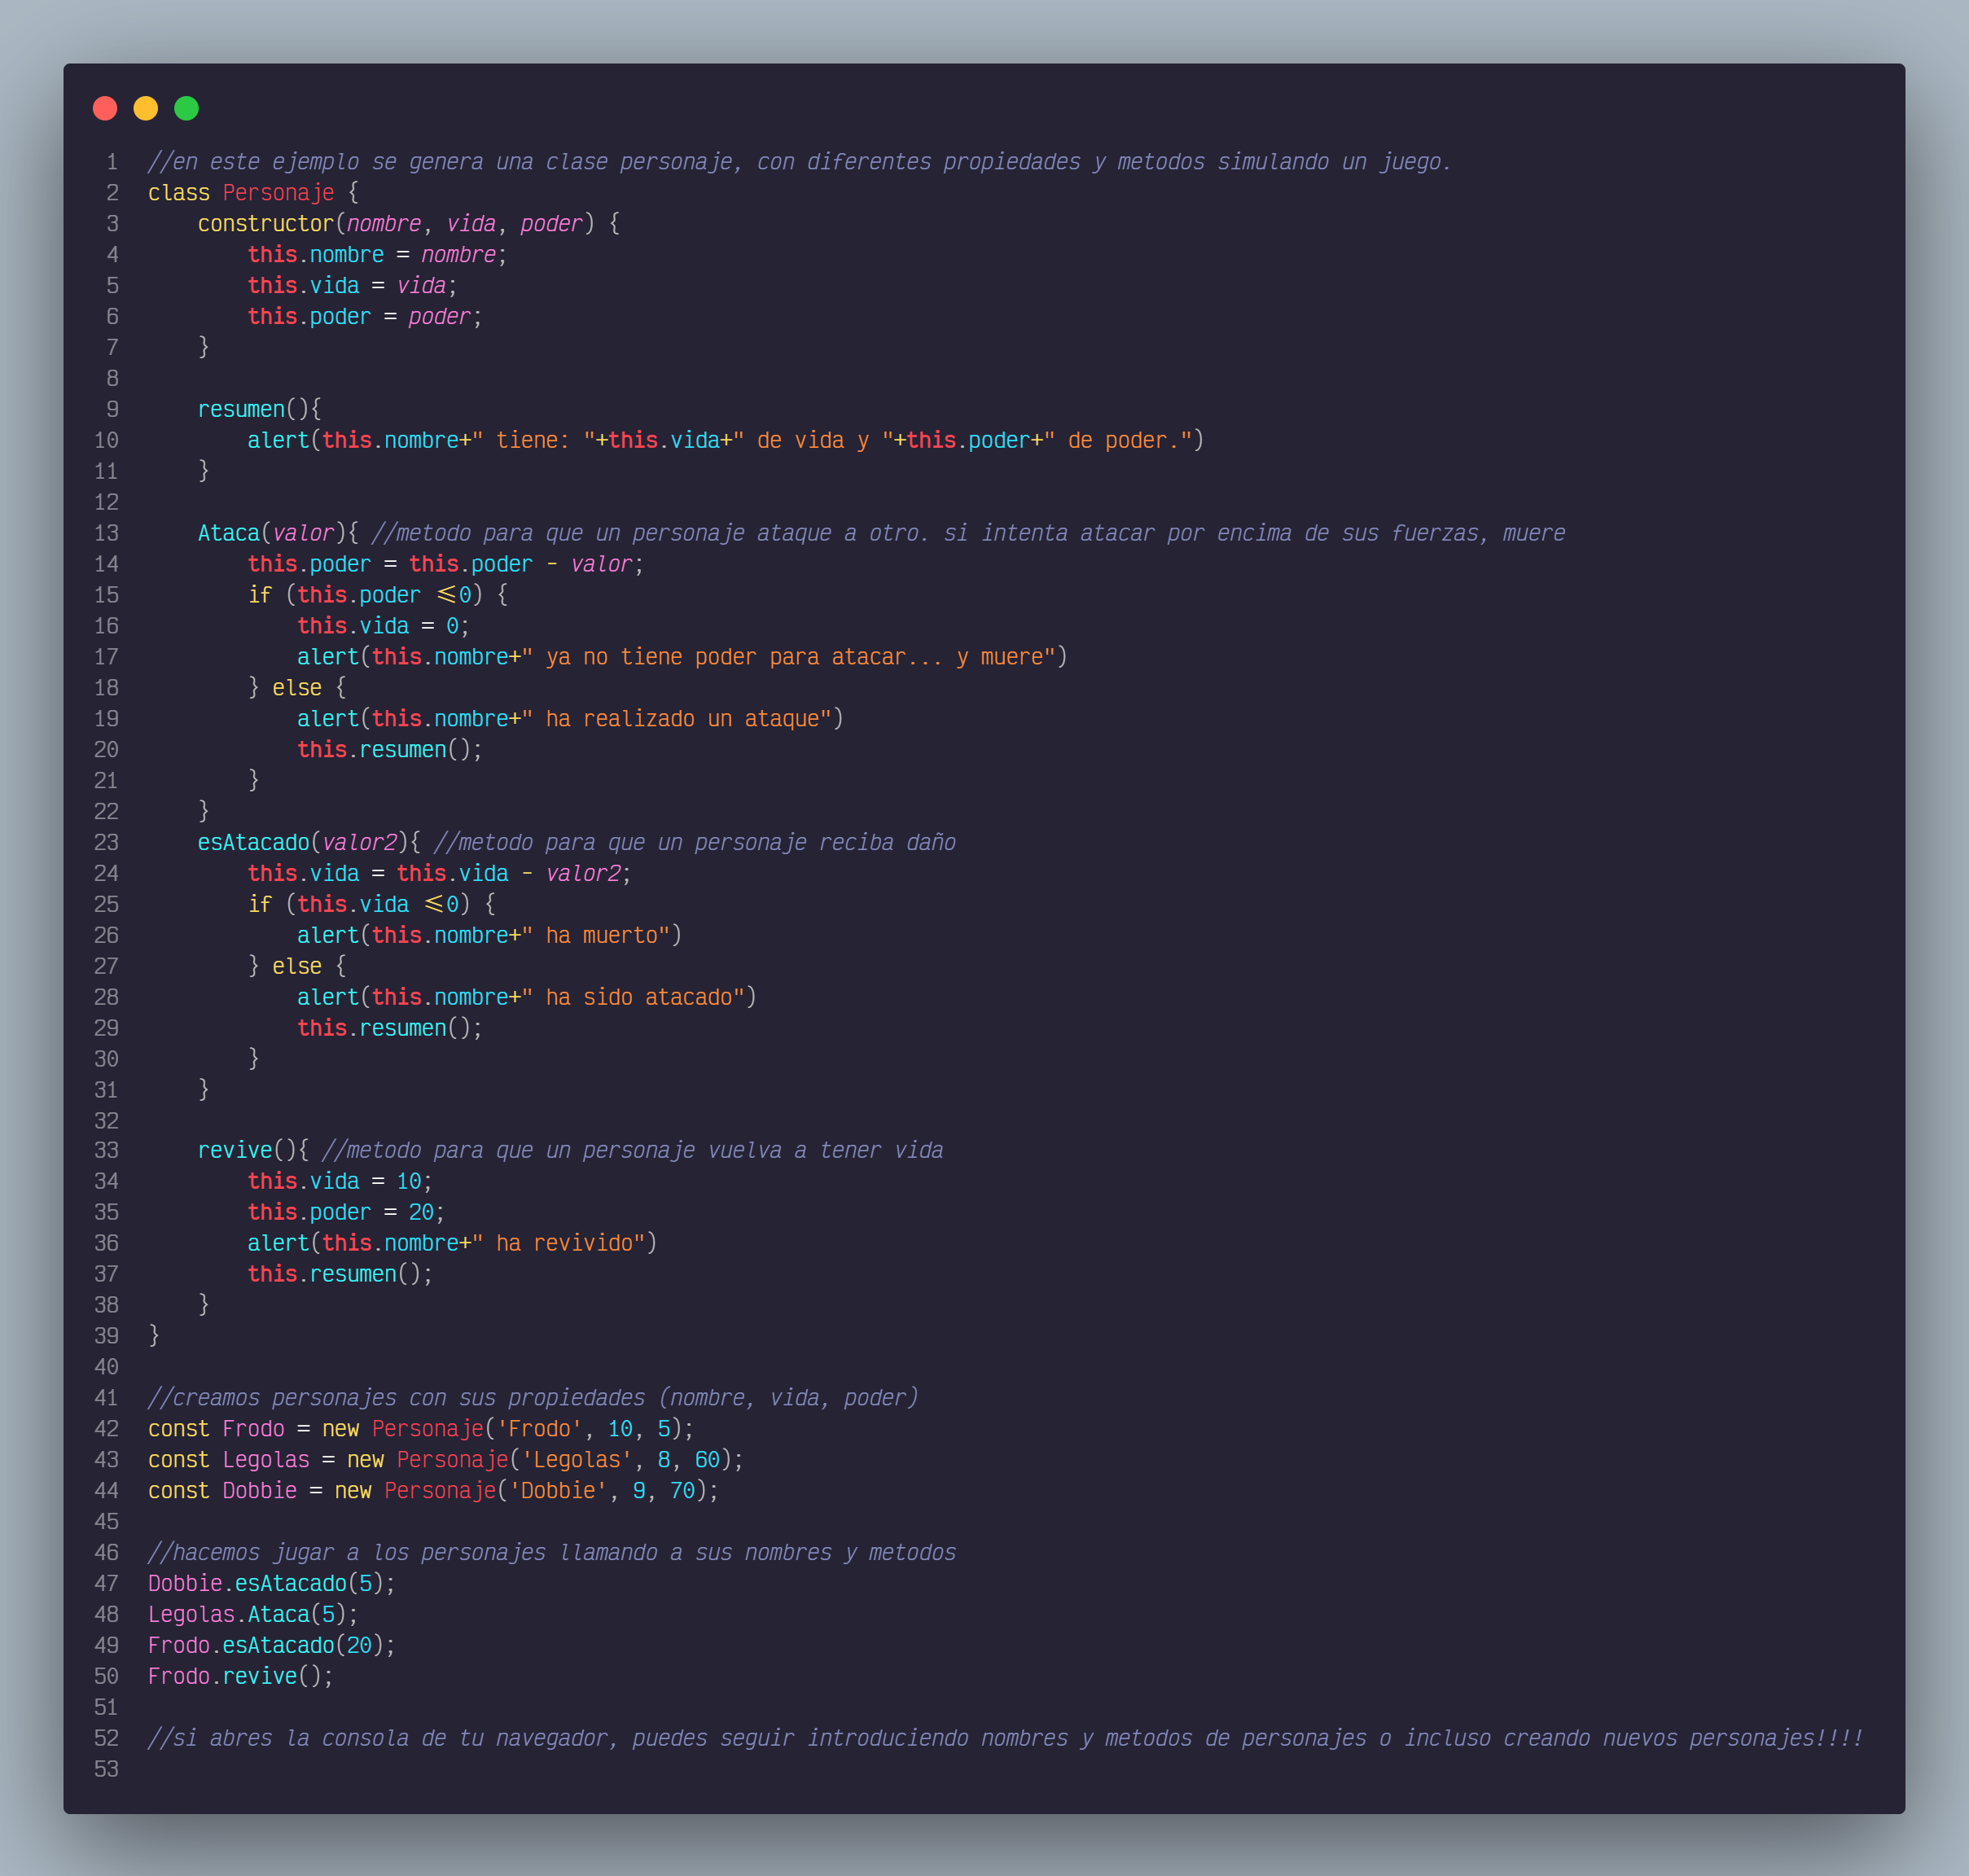 1 //en este ejemplo se genera una clase personaje, con diferentes propiedades y metodos simulando un juego.
2 class Personaje {
3     constructor(nombre, vida, poder) {
4         this.nombre = nombre;
5         this.vida = vida;
6         this.poder = poder;
7     }
8
9     resumen(){
10         alert(this.nombre+" tiene: "+this.vida+" de vida y "+this.poder+" de poder.")
11     }
12
13     Ataca(valor){ //metodo para que un personaje ataque a otro. si intenta atacar por encima de sus fuerzas, muere
14         this.poder = this.poder - valor;
15         if (this.poder <=0) {
16             this.vida = 0;
17             alert(this.nombre+" ya no tiene poder para atacar... y muere")
18         } else {
19             alert(this.nombre+" ha realizado un ataque")
20             this.resumen();
21         }
22     }
23     esAtacado(valor2){ //metodo para que un personaje reciba daño
24         this.vida = this.vida - valor2;
25         if (this.vida <=0) {
26             alert(this.nombre+" ha muerto")
27         } else {
28             alert(this.nombre+" ha sido atacado")
29             this.resumen();
30         }
31     }
32
33     revive(){ //metodo para que un personaje vuelva a tener vida
34         this.vida = 10;
35         this.poder = 20;
36         alert(this.nombre+" ha revivido")
37         this.resumen();
38     }
39 }
40
41 //creamos personajes con sus propiedades (nombre, vida, poder)
42 const Frodo = new Personaje('Frodo', 10, 5);
43 const Legolas = new Personaje('Legolas', 8, 60);
44 const Dobbie = new Personaje('Dobbie', 9, 70);
45
46 //hacemos jugar a los personajes llamando a sus nombres y metodos
47 Dobbie.esAtacado(5);
48 Legolas.Ataca(5);
49 Frodo.esAtacado(20);
50 Frodo.revive();
51
52 //si abres la consola de tu navegador, puedes seguir introduciendo nombres y metodos de personajes o incluso creando nuevos personajes!!!!
53